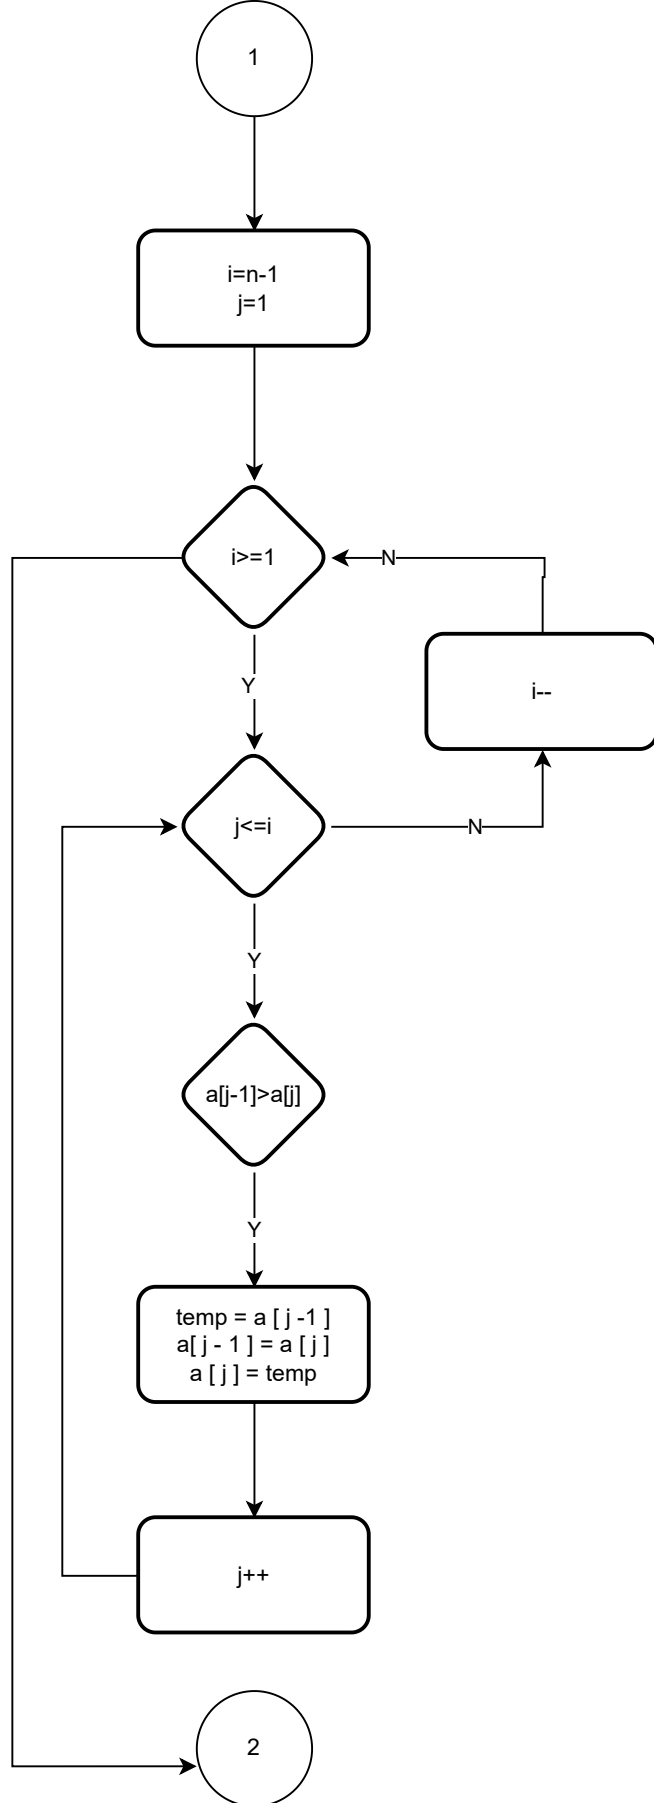 1
i=n-1
j=1
i>=1
N
Y
i--
j<=i
N
Y
a[j-1]>a[j]
Y
temp = a [ j -1 ]
a[ j - 1 ] = a [ j ]
a [ j ] = temp
j++
2